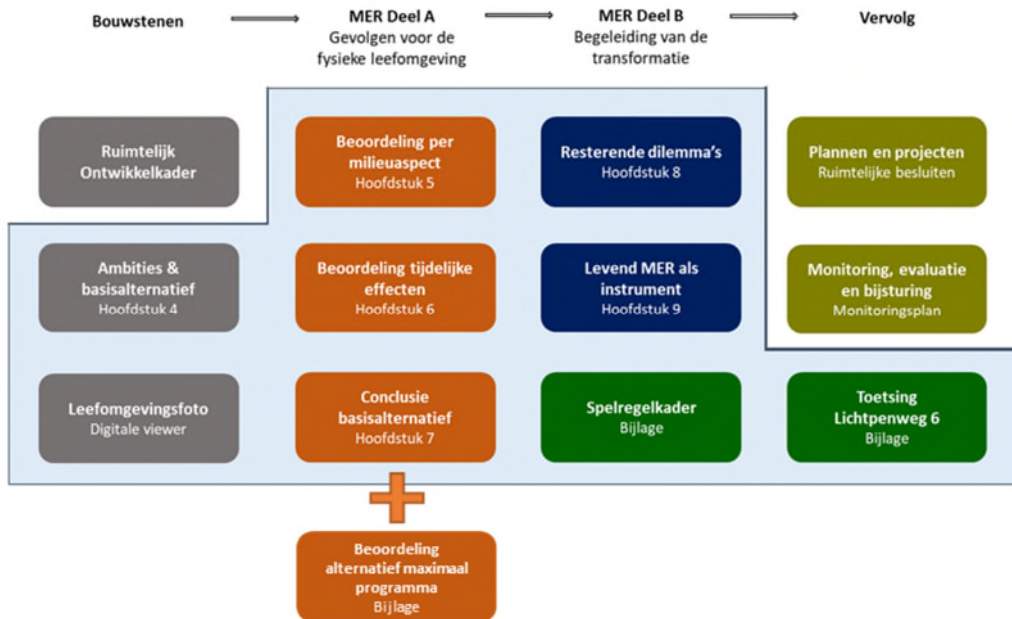 Bouwstenen
MER Deel A
Gevolgen voor de
fysieke leefomgeving
MER Deel B
Begeleiding van de
transformatie
Vervolg
Ruimtelijk
Ontwikkelkader
Beoordeling per
milieuaspect
Hoofdstuk 5
Resterende dilemma's
Hoofdstuk 8
Plannen en projecten
Ruimtelijke besluiten
Ambities &
basisalternatief
Hoofdstuk 4
Beoordeling tijdelijke
effecten
Hoofdstuk 6
Levend MER als
instrument
Hoofdstuk 9
Monitoring, evaluatie
en bijsturing
Monitoringsplan
Leefomgevingsfoto
Digitale viewer
Conclusie
basisalternatief
Hoofdstuk 7
Spelregelkader
Bijlage
Toetsing
Lichtpenweg 6
Bijlage
Beoordeling
alternatief maximaal
programma
Bijlage